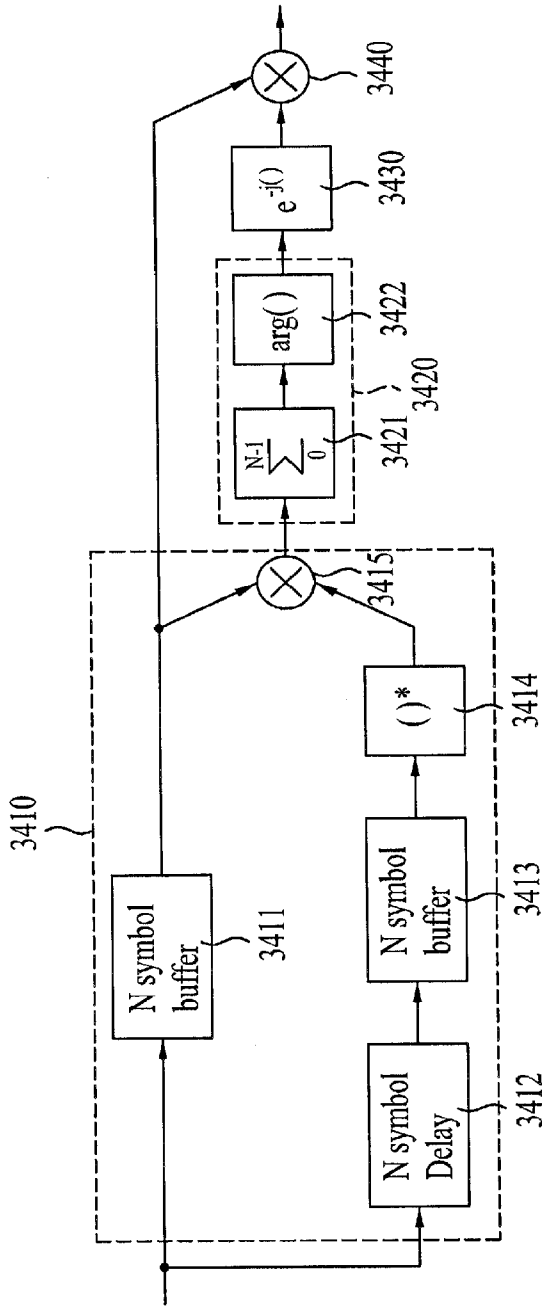 3410
N symbol
buffer
3411
N symbol
Delay
3412
N symbol
buffer
3413
()*
3414
3415
N-1
∑
0
3421
arg()
3422
3420
e-j()
3430
3440